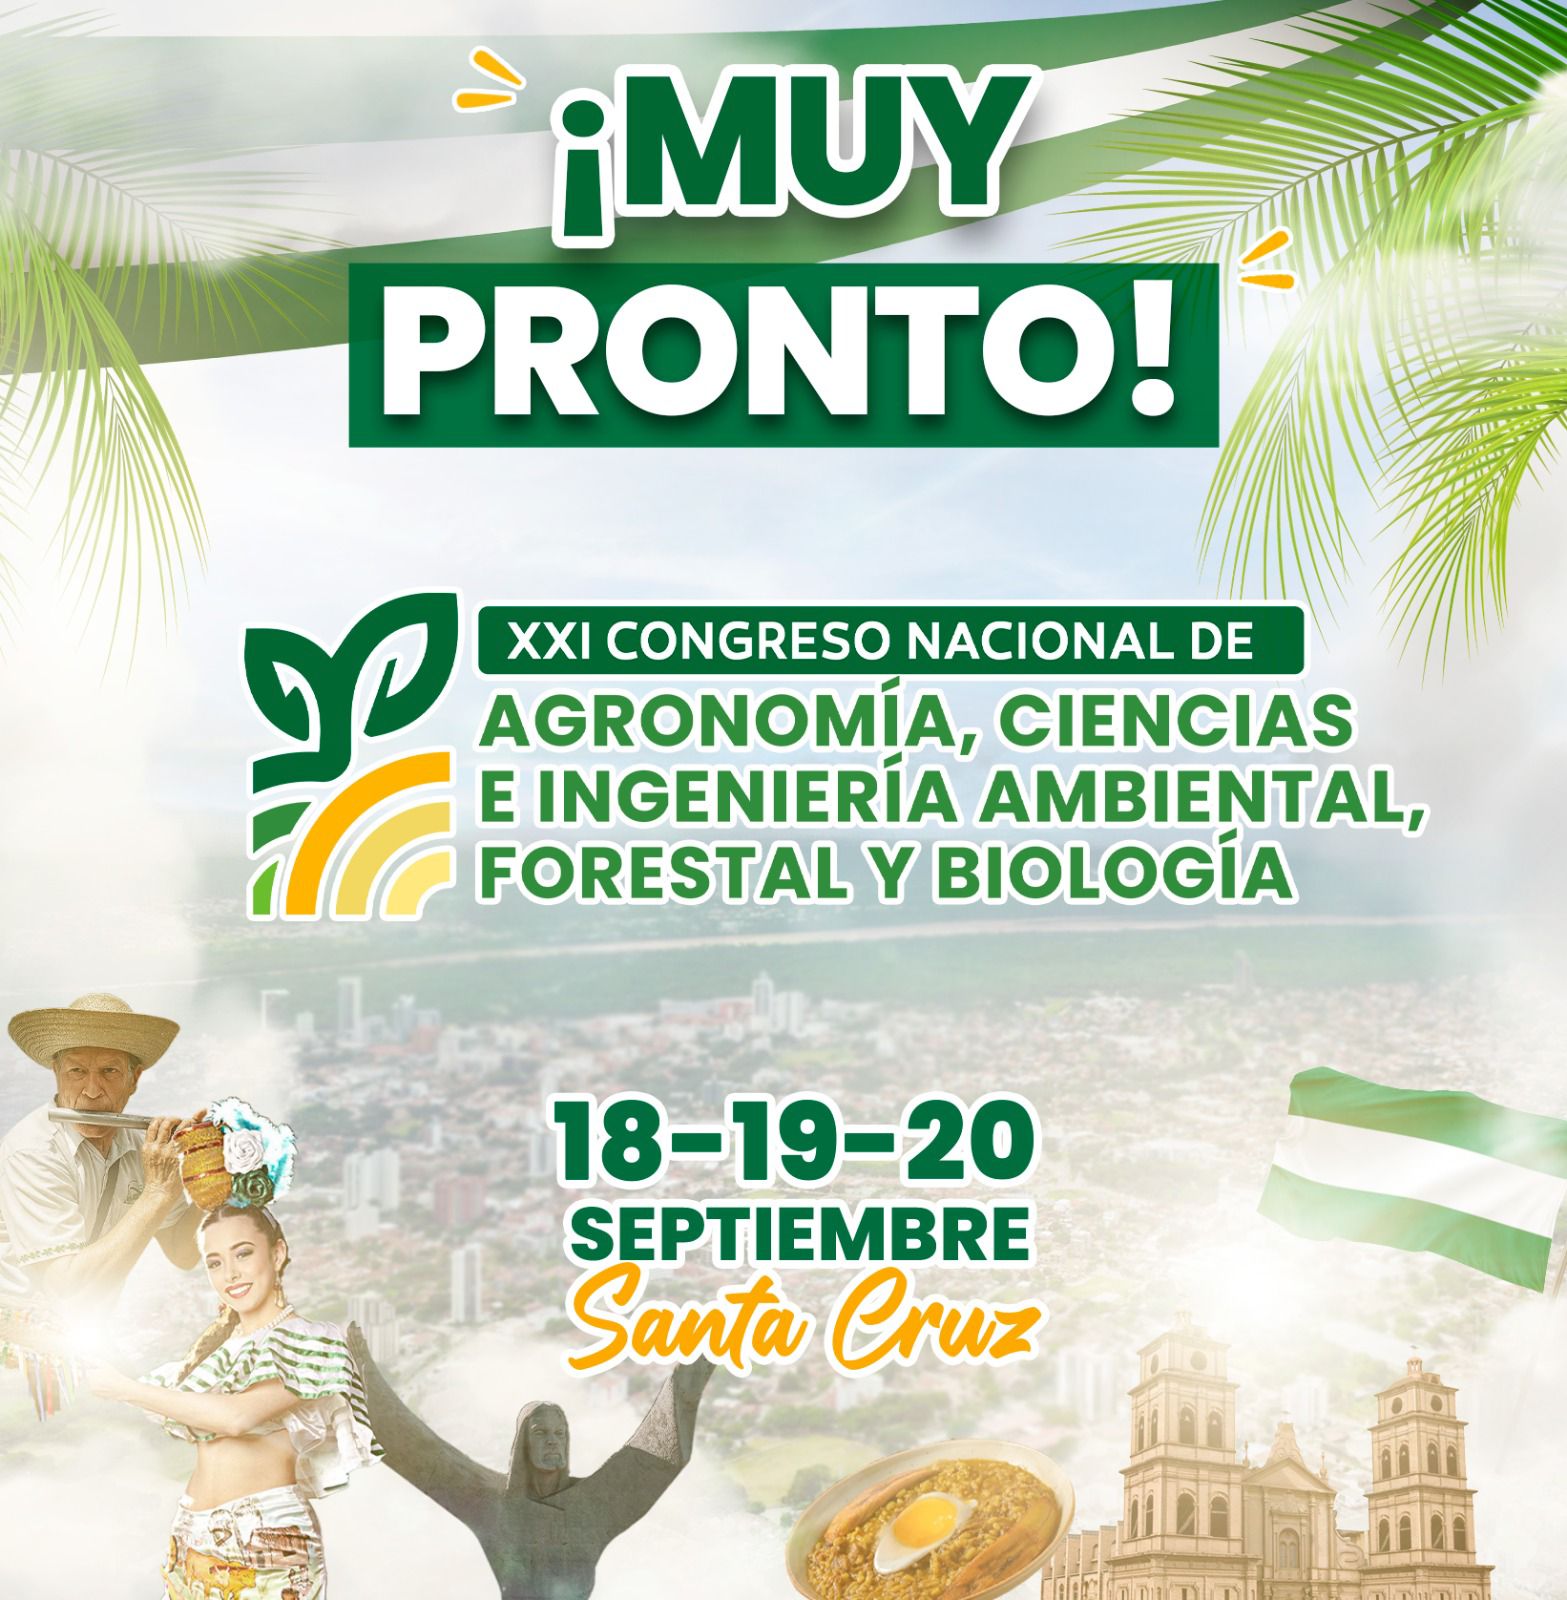 ¡MUY
PRONTO!
XXI CONGRESO NACIONAL DE
AGRONOMÍA, CIENCIAS
E INGENIERÍA AMBIENTAL,
FORESTAL Y BIOLOGÍA
18-19-20
SEPTIEMBRE
Santa Cruz